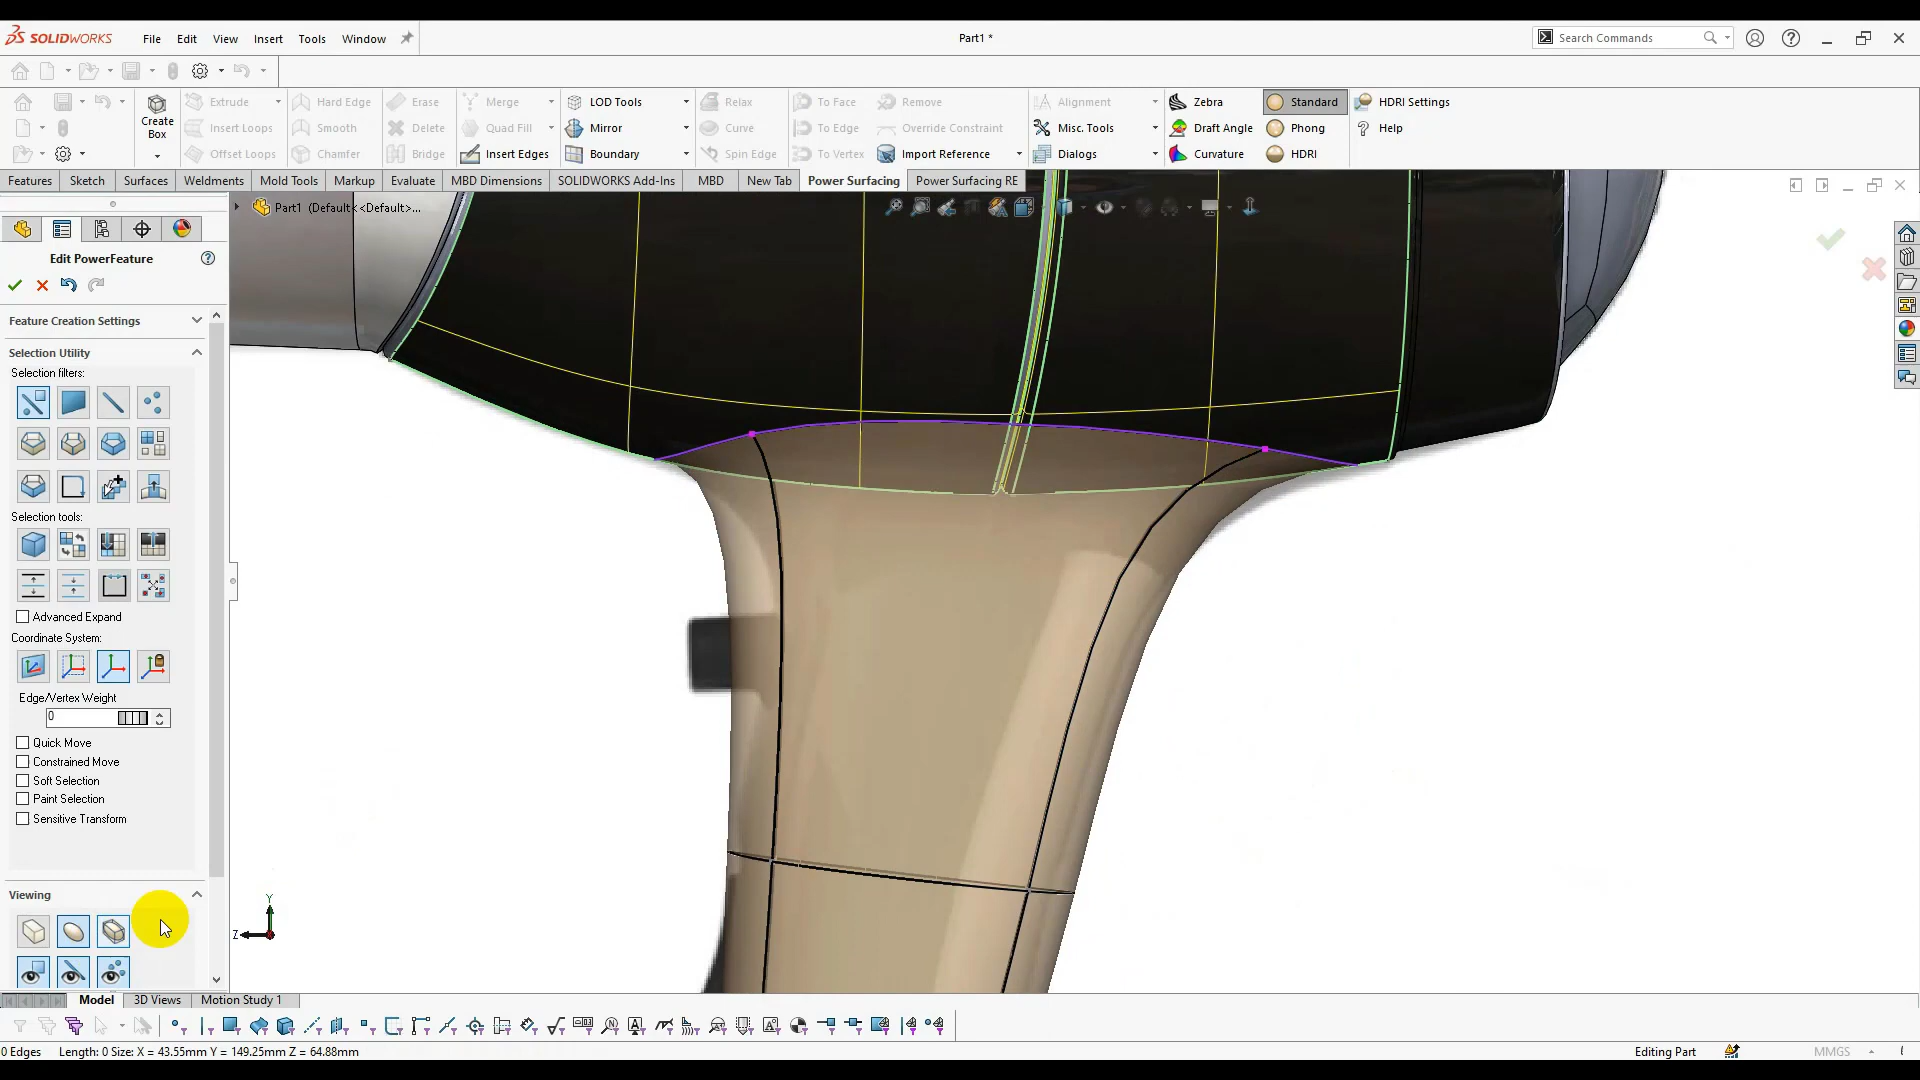 SOLIDWORKS File Edit View Insert Tools Window Part1 * Search Commands
Extrude Hard Edge Erase Merge LOD Tools Relax To Face Remove Alignment Zebra Standard HDRI Settings
Create Box Insert Loops Smooth Delete Quad Fill Mirror Curve To Edge Override Constraint Misc. Tools Draft Angle Phong Help
Offset Loops Chamfer Bridge Insert Edges Boundary Spin Edge To Vertex Import Reference Dialogs Curvature HDRI
Features Sketch Surfaces Weldments Mold Tools Markup Evaluate MBD Dimensions SOLIDWORKS Add-Ins MBD New Tab Power Surfacing Power Surfacing RE
Part1 (Default<<Default>...
Edit PowerFeature
Feature Creation Settings
Selection Utility
Selection filters:
Selection tools:
Advanced Expand
Coordinate System:
Edge/Vertex Weight
0
Quick Move
Constrained Move
Soft Selection
Paint Selection
Sensitive Transform
Viewing
Y
Z
Model 3D Views Motion Study 1
0 Edges Length: 0 Size: X = 43.55mm Y = 149.25mm Z = 64.88mm Editing Part MMGS